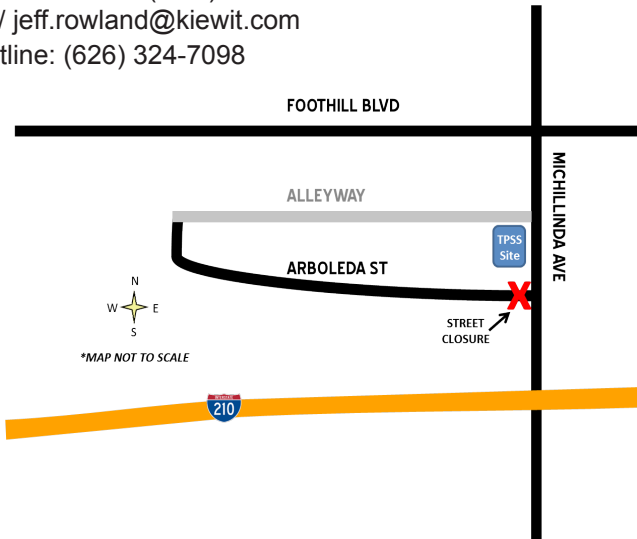 / jeff.rowland@kiewit.com
tline: (626) 324-7098
FOOTHILL BLVD
MICHILLINDA AVE
ALLEYWAY
TPSS
Site
ARBOLEDA ST
N
W E
S
STREET
CLOSURE
*MAP NOT TO SCALE
210